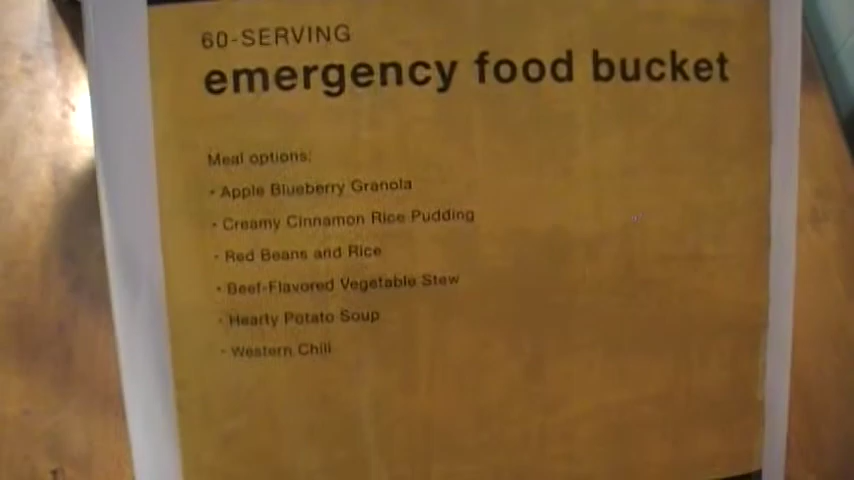 60-SERVING
emergency food bucket
Meal options:
• Apple Blueberry Granola
• Creamy Cinnamon Rice Pudding
• Red Beans and Rice
• Beef-Flavored Vegetable Stew
• Hearty Potato Soup
• Western Chili